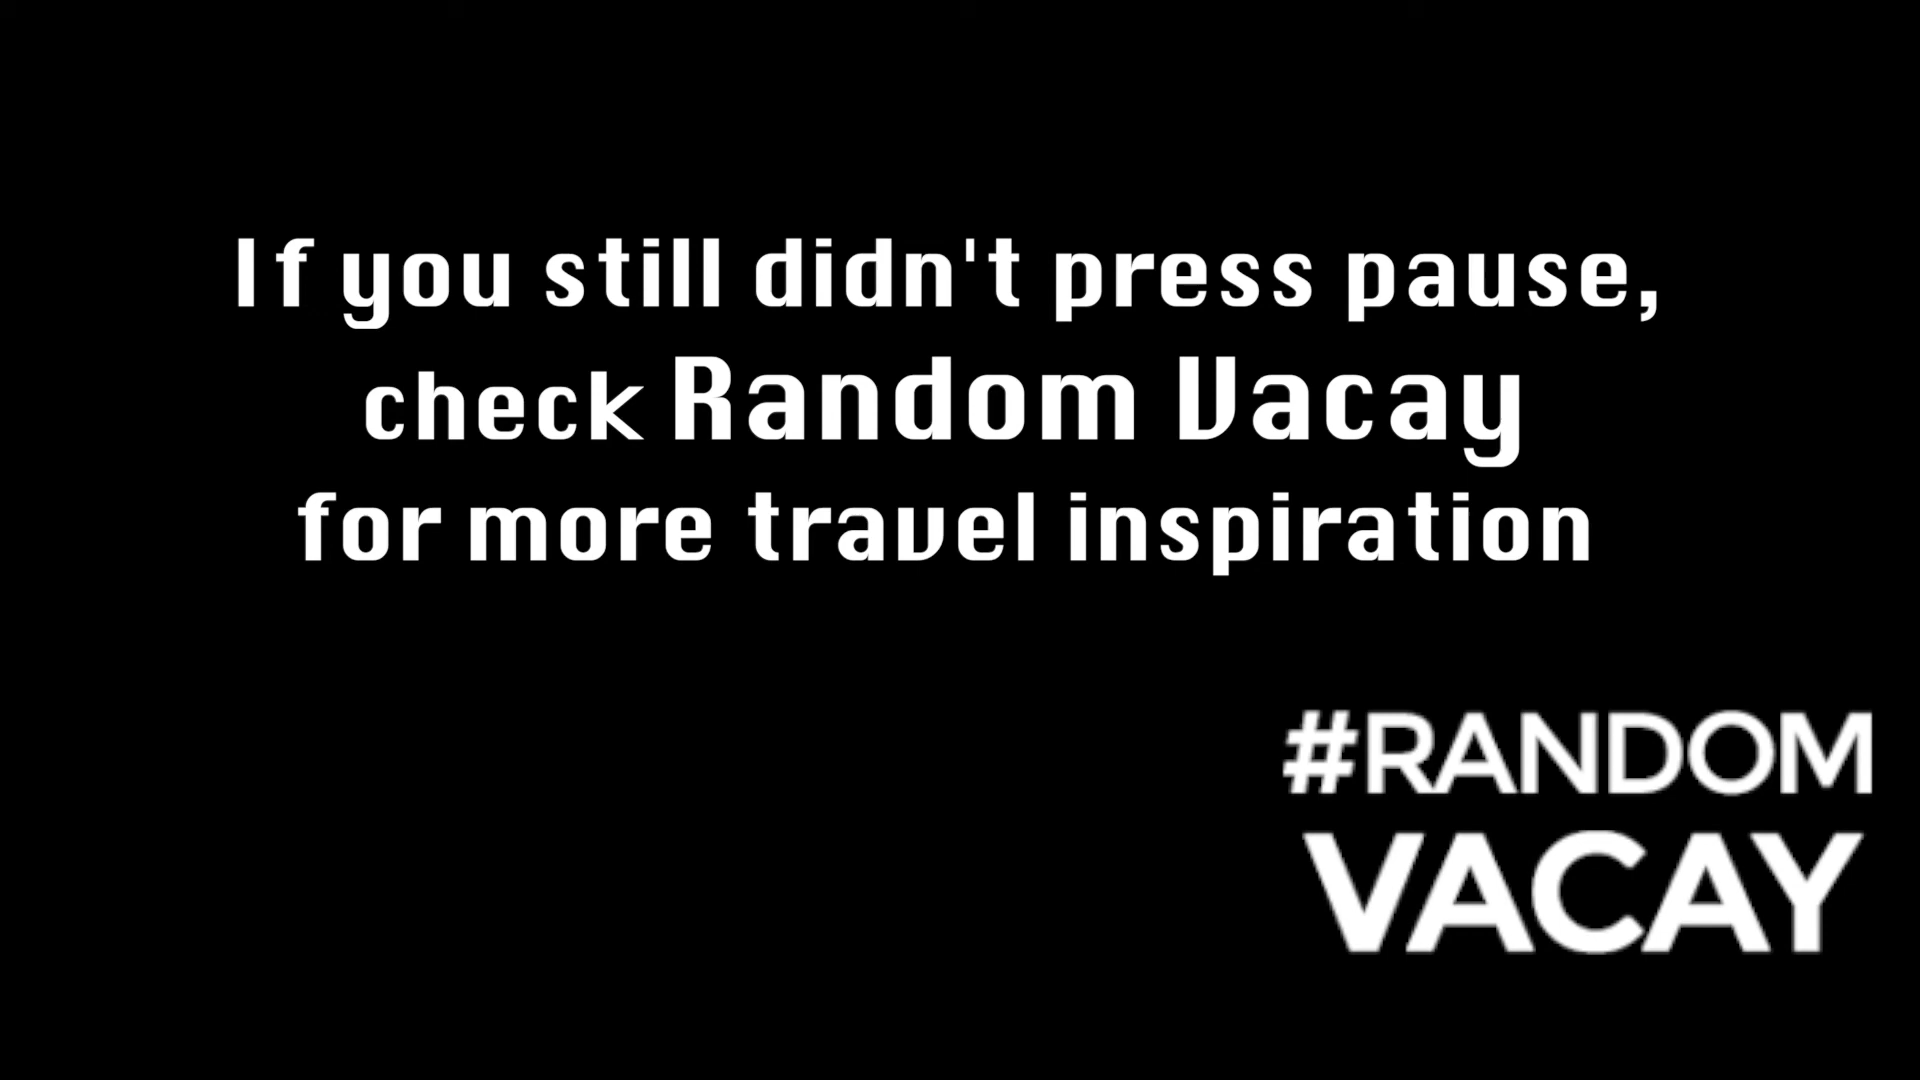 If you still didn't press pause,
check Random Vacay
for more travel inspiration
#RANDOM
VACAY